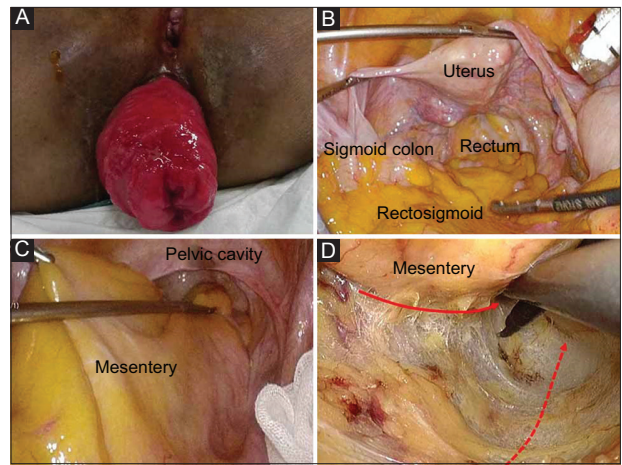 A
B
Uterus
Sigmoid colon
Rectum
Rectosigmoid
C
Pelvic cavity
Mesentery
D
Mesentery